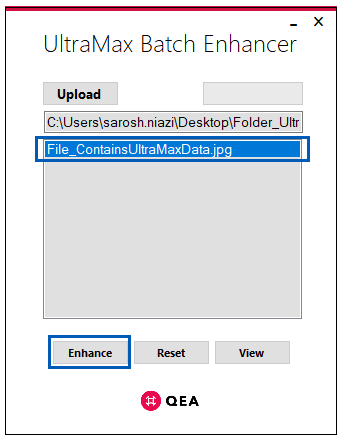 UltraMax Batch Enhancer
Upload
C:\Users\sarosh.niazi\Desktop\Folder_Ultr
File_ContainsUltraMaxData.jpg
Enhance Reset View
QEA